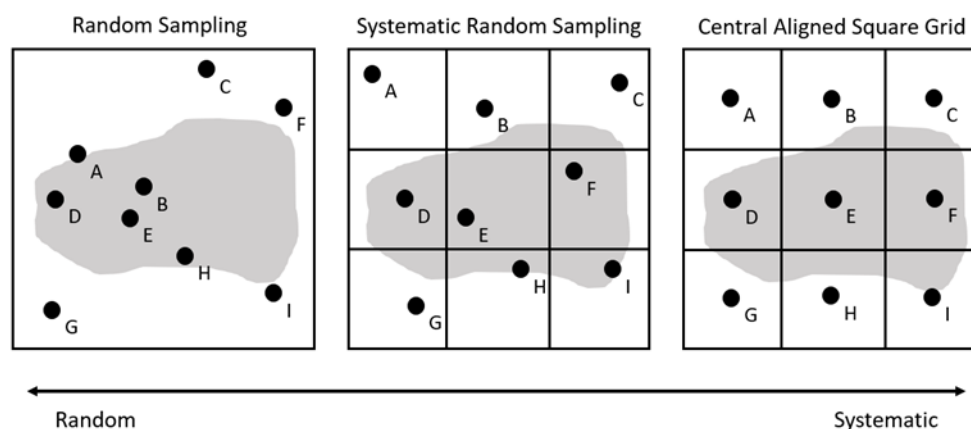 Random Sampling
Systematic Random Sampling
Central Aligned Square Grid
C
F
A
D
B
E
H
I
G
A
C
B
F
D
E
H
I
G
A
B
C
D
E
F
G
H
I
Random
Systematic